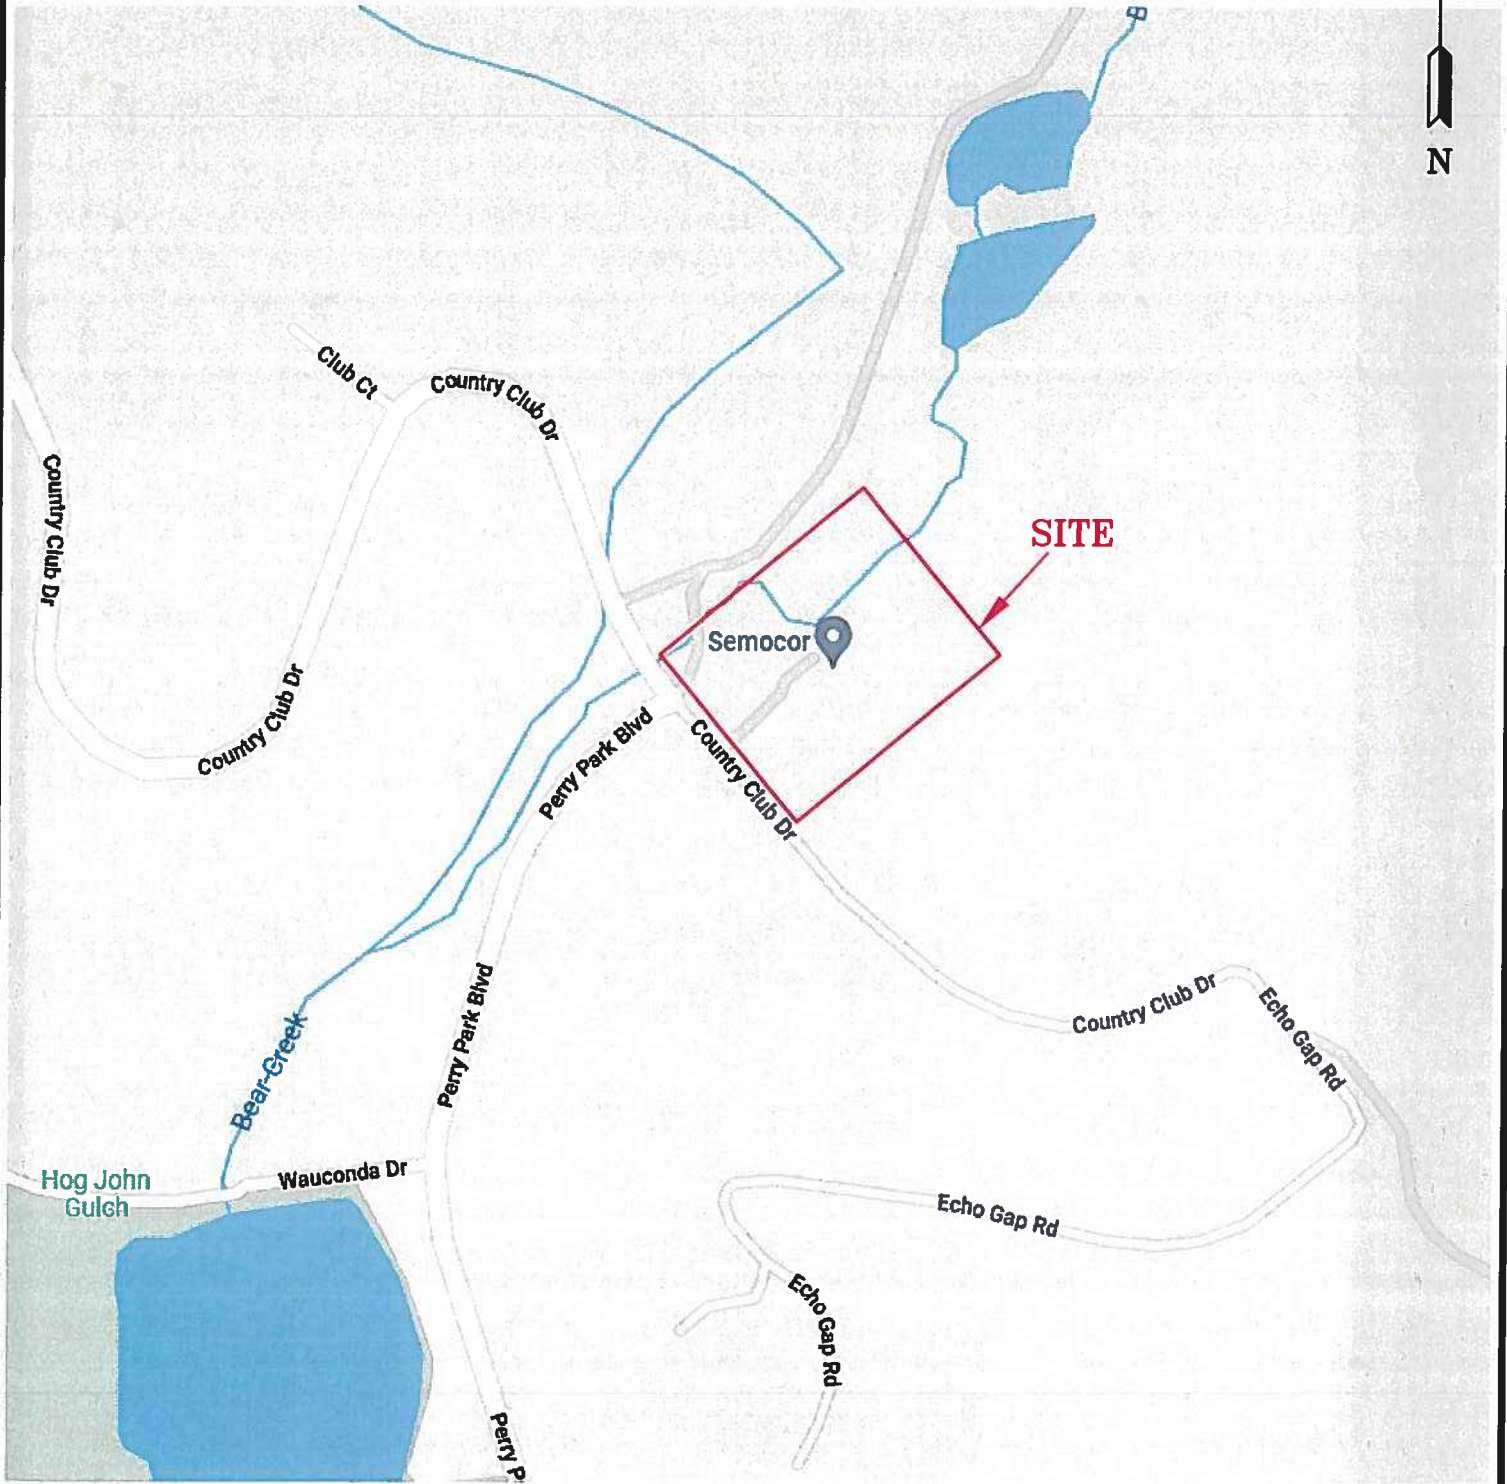 N
Club Ct
Country Club Dr
Country Club Dr
SITE
Semocor
Country Club Dr
Perry Park Blvd
Country Club Dr
Perry Park Blvd
Country Club Dr
Echo Gap Rd
Bear Creek
Wauconda Dr
Hog John
Gulch
Echo Gap Rd
Echo Gap Rd
Perry P